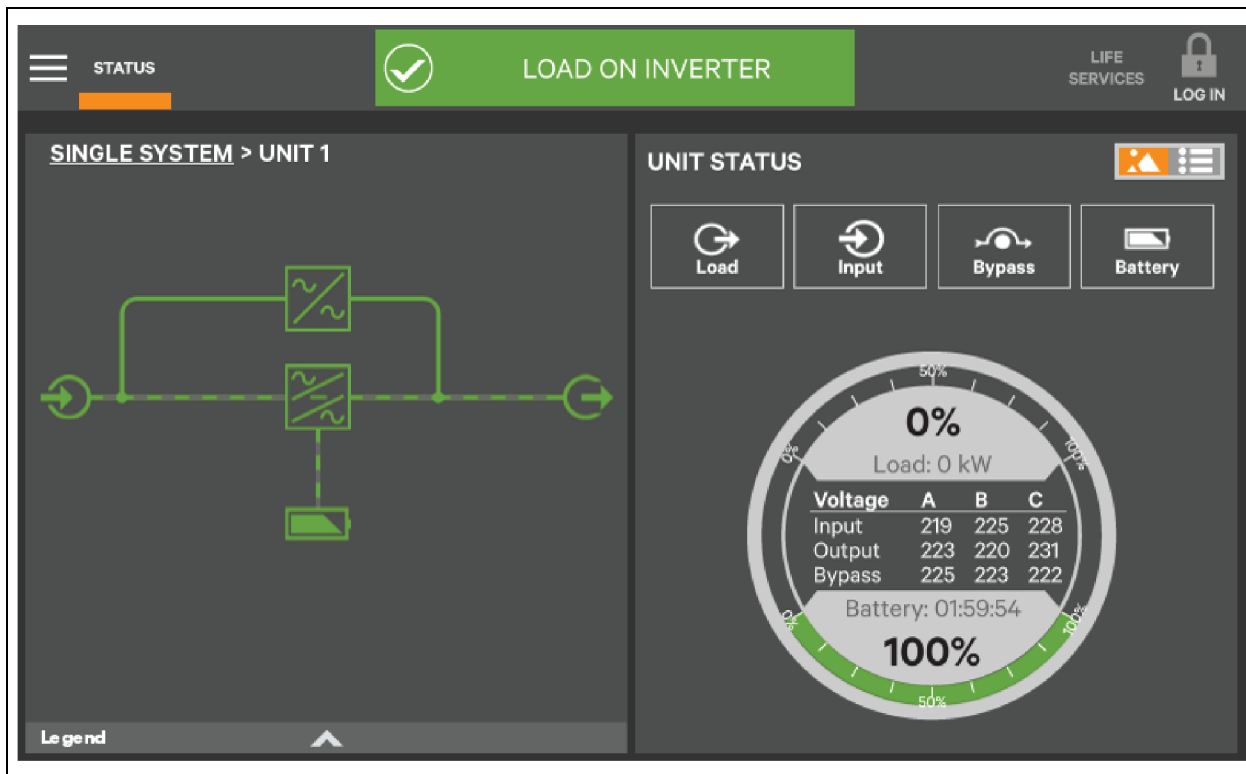 STATUS
LOAD ON INVERTER
LIFE
SERVICES
LOG IN
SINGLE SYSTEM > UNIT 1
UNIT STATUS
Load
Input
Bypass
Battery
50%
0%
100%
0%
Load: 0 kW
Voltage A B C
Input 219 225 228
Output 223 220 231
Bypass 225 223 222
Battery: 01:59:54
0%
100%
100%
50%
Legend